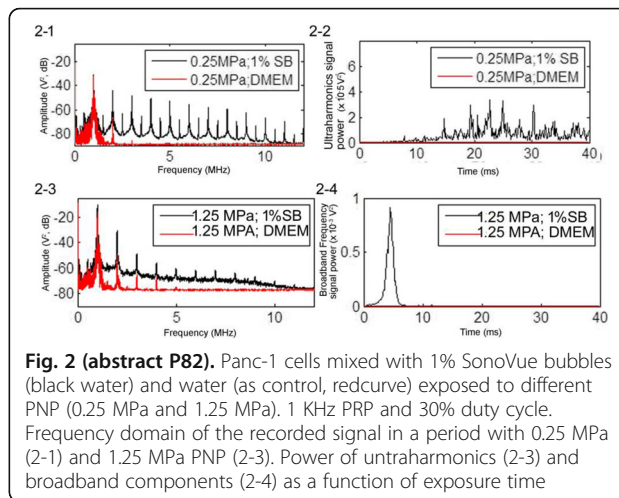 2-1
0.25MPa;1% SB
0.25MPa;DMEM
Amplitude (V², dB)
-20
-40
-60
-80
0
5
10
Frequency (MHz)
2-2
0.25MPa;1% SB
0.25MPa;DMEM
Ultraharmonics signal
power (x10⁻⁵V²)
6
4
2
0
0
10
20
30
40
Time (ms)
2-3
1.25 MPa; 1%SB
1.25 MPA; DMEM
Amplitude (V², dB)
-20
-40
-60
-80
0
5
10
Frequency (MHz)
2-4
1.25 MPa; 1%SB
1.25 MPa; DMEM
Broadband Frequency
signal power (x 10⁻³ V²)
1
0.5
0
0
10
20
30
40
Time (ms)
Fig. 2 (abstract P82). Panc-1 cells mixed with 1% SonoVue bubbles
(black water) and water (as control, redcurve) exposed to different
PNP (0.25 MPa and 1.25 MPa). 1 KHz PRP and 30% duty cycle.
Frequency domain of the recorded signal in a period with 0.25 MPa
(2-1) and 1.25 MPa PNP (2-3). Power of untraharmonics (2-3) and
broadband components (2-4) as a function of exposure time